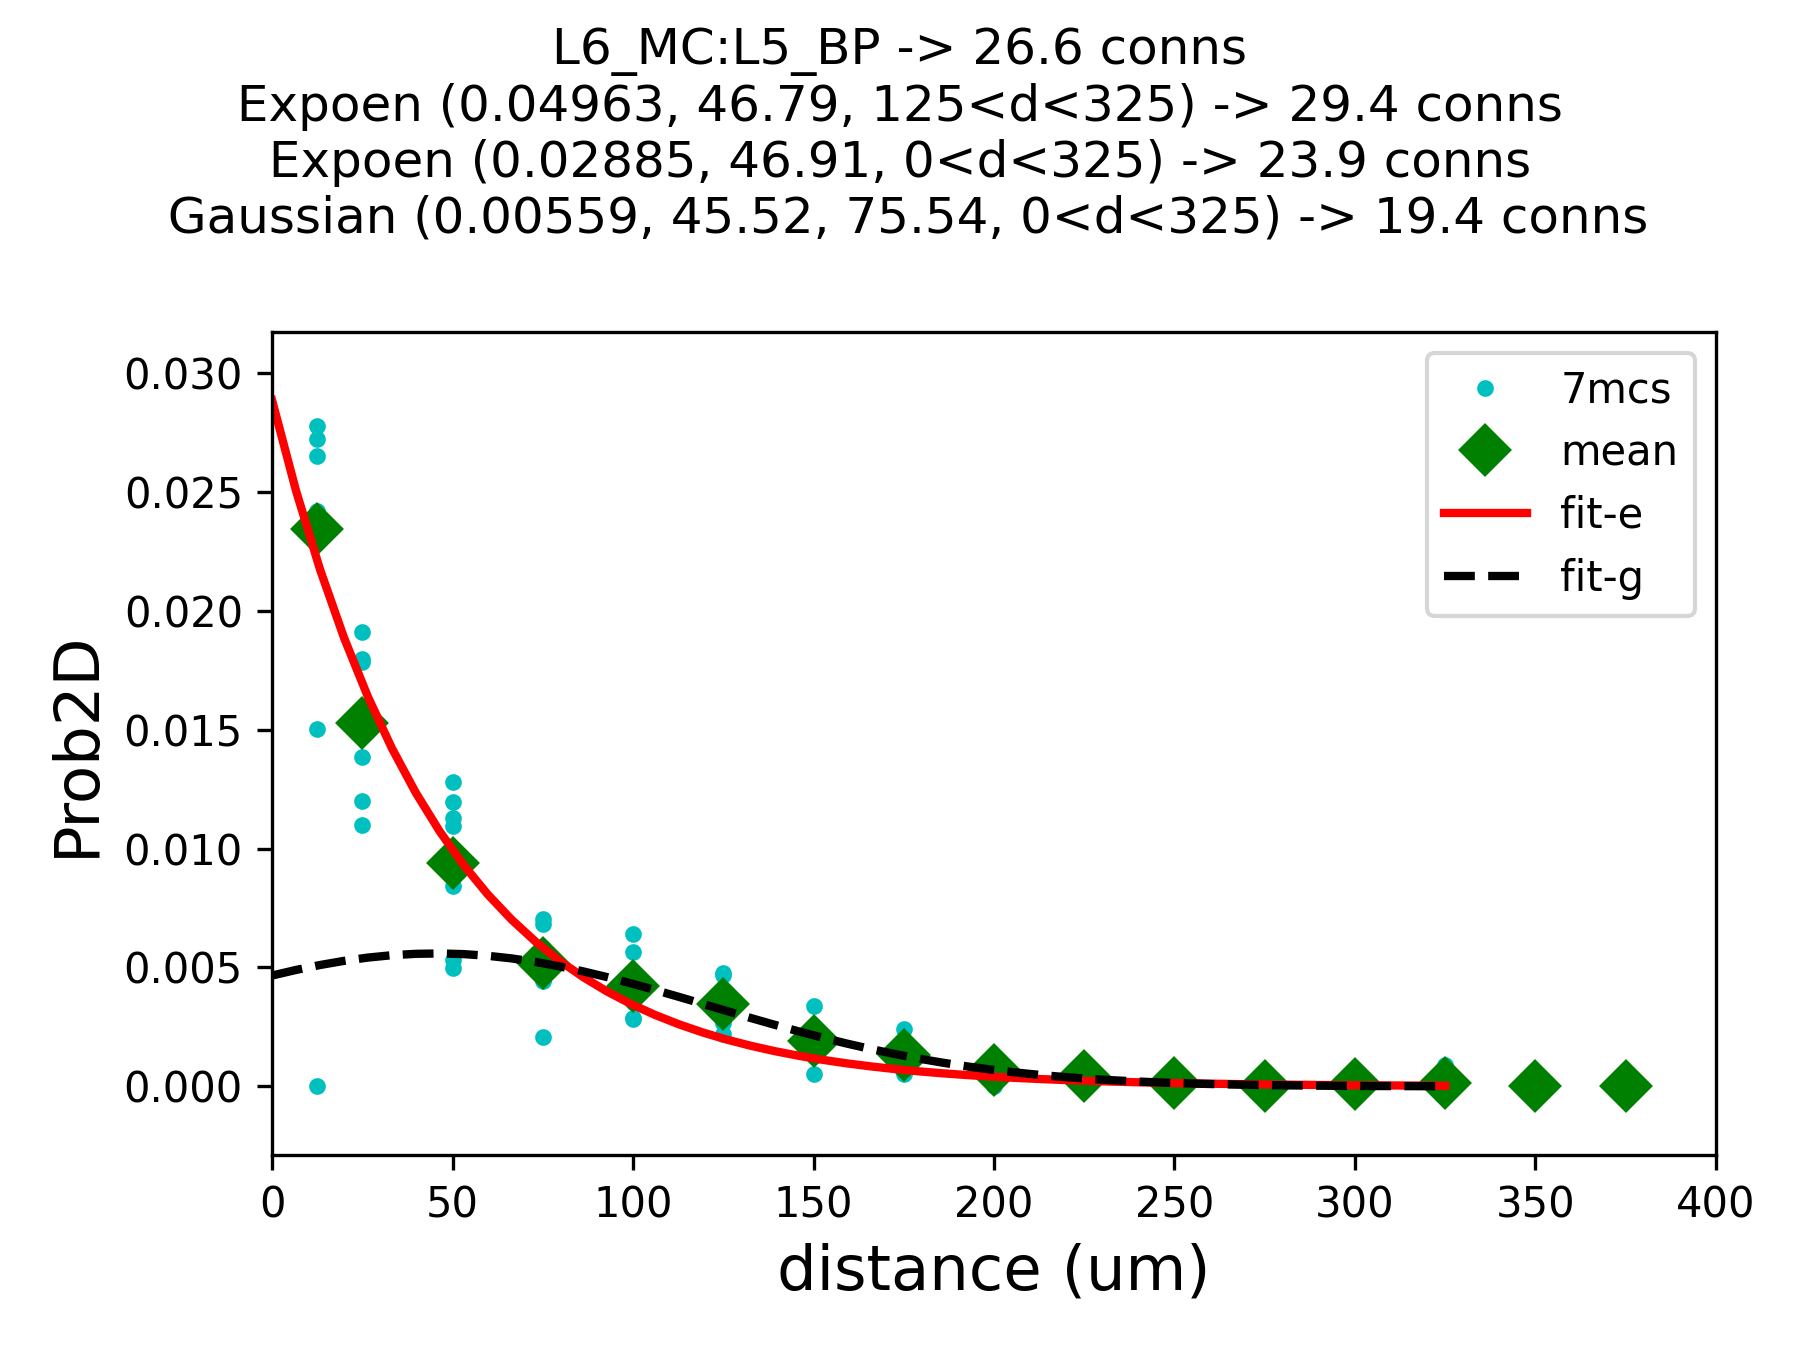 L6_MC:L5_BP -> 26.6 conns
Expoen (0.04963, 46.79, 125<d<325) -> 29.4 conns
Expoen (0.02885, 46.91, 0<d<325) -> 23.9 conns
Gaussian (0.00559, 45.52, 75.54, 0<d<325) -> 19.4 conns
7mcs
mean
fit-e
fit-g
Prob2D
0.030
0.025
0.020
0.015
0.010
0.005
0.000
0 50 100 150 200 250 300 350 400
distance (um)